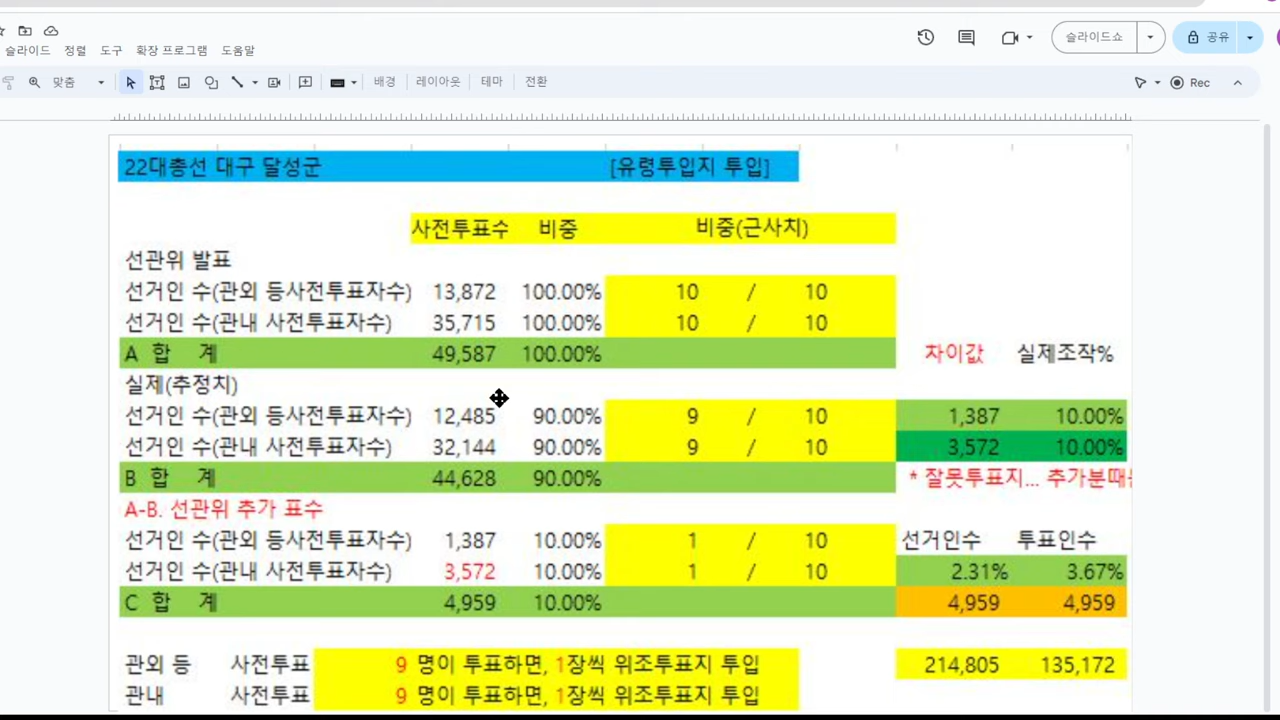 슬라이드 정렬 도구 확장 프로그램 도움말
슬라이드쇼 공유
맞춤 배경 레이아웃 테마 전환 Rec
22대총선 대구 달성군 [유령투입지 투입]
사전투표수 비중 비중(근사치)
선관위 발표
선거인 수(관외 등사전투표자수) 13,872 100.00% 10 / 10
선거인 수(관내 사전투표자수) 35,715 100.00% 10 / 10
A 합 계 49,587 100.00% 차이값 실제조작%
실제(추정치)
선거인 수(관외 등사전투표자수) 12,485 90.00% 9 / 10 1,387 10.00%
선거인 수(관내 사전투표자수) 32,144 90.00% 9 / 10 3,572 10.00%
B 합 계 44,628 90.00% * 잘못투표지... 추가분때
A-B. 선관위 추가 표수
선거인 수(관외 등사전투표자수) 1,387 10.00% 1 / 10 선거인수 투표인수
선거인 수(관내 사전투표자수) 3,572 10.00% 1 / 10 2.31% 3.67%
C 합 계 4,959 10.00% 4,959 4,959
관외 등 사전투표 9 명이 투표하면, 1장씩 위조투표지 투입 214,805 135,172
관내 사전투표 9 명이 투표하면, 1장씩 위조투표지 투입